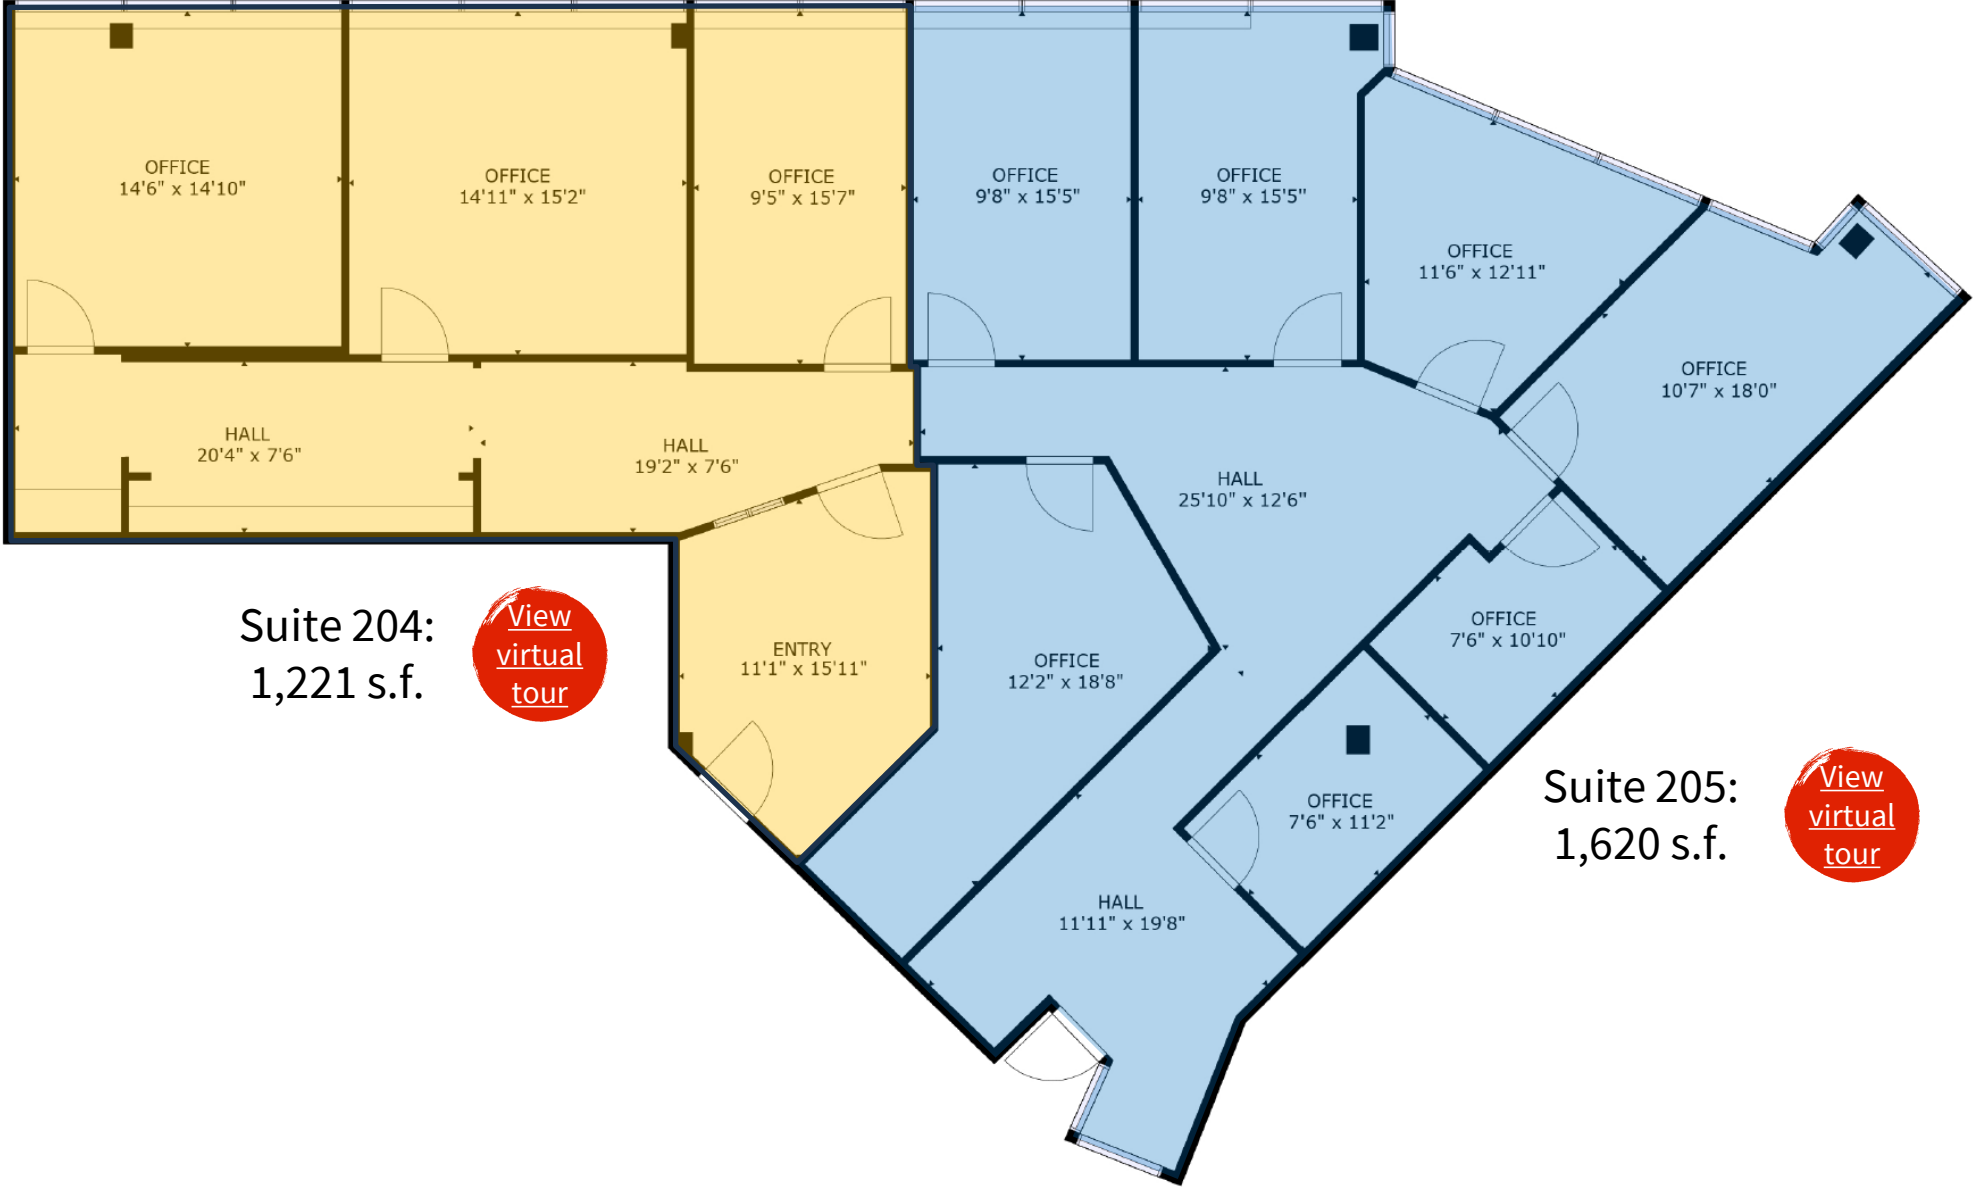 OFFICE
14'6" x 14'10"
OFFICE
14'11" x 15'2"
OFFICE
9'5" x 15'7"
OFFICE
9'8" x 15'5"
OFFICE
9'8" x 15'5"
OFFICE
11'6" x 12'11"
OFFICE
10'7" x 18'0"
HALL
20'4" x 7'6"
HALL
19'2" x 7'6"
HALL
25'10" x 12'6"
Suite 204:
1,221 s.f.
View
virtual
tour
ENTRY
11'1" x 15'11"
OFFICE
12'2" x 18'8"
OFFICE
7'6" x 10'10"
OFFICE
7'6" x 11'2"
Suite 205:
1,620 s.f.
View
virtual
tour
HALL
11'11" x 19'8"